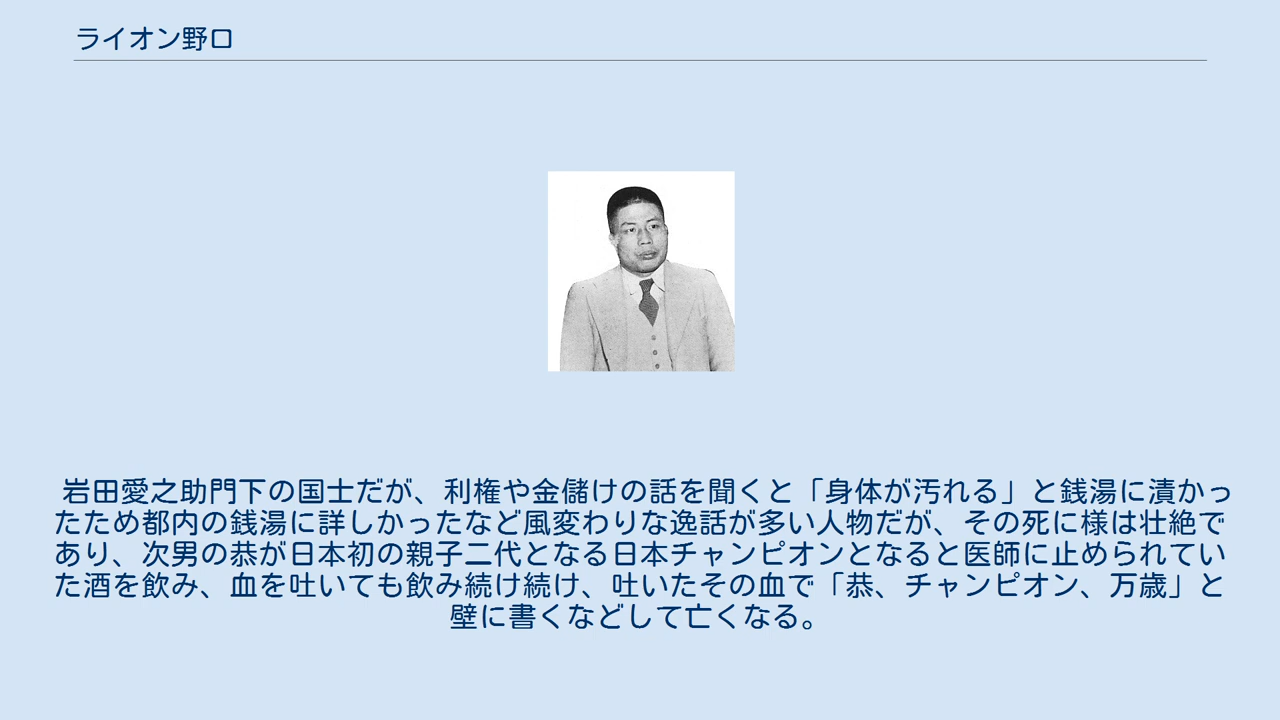 ライオン野口
岩田愛之助門下の国士だが、利権や金儲けの話を聞くと「身体が汚れる」と銭湯に漬かっ
たため都内の銭湯に詳しかったなど風変わりな逸話が多い人物だが、その死に様は壮絶で
あり、次男の恭が日本初の親子二代となる日本チャンピオンとなると医師に止められてい
た酒を飲み、血を吐いても飲み続け続け、吐いたその血で「恭、チャンピオン、万歳」と
壁に書くなどして亡くなる。